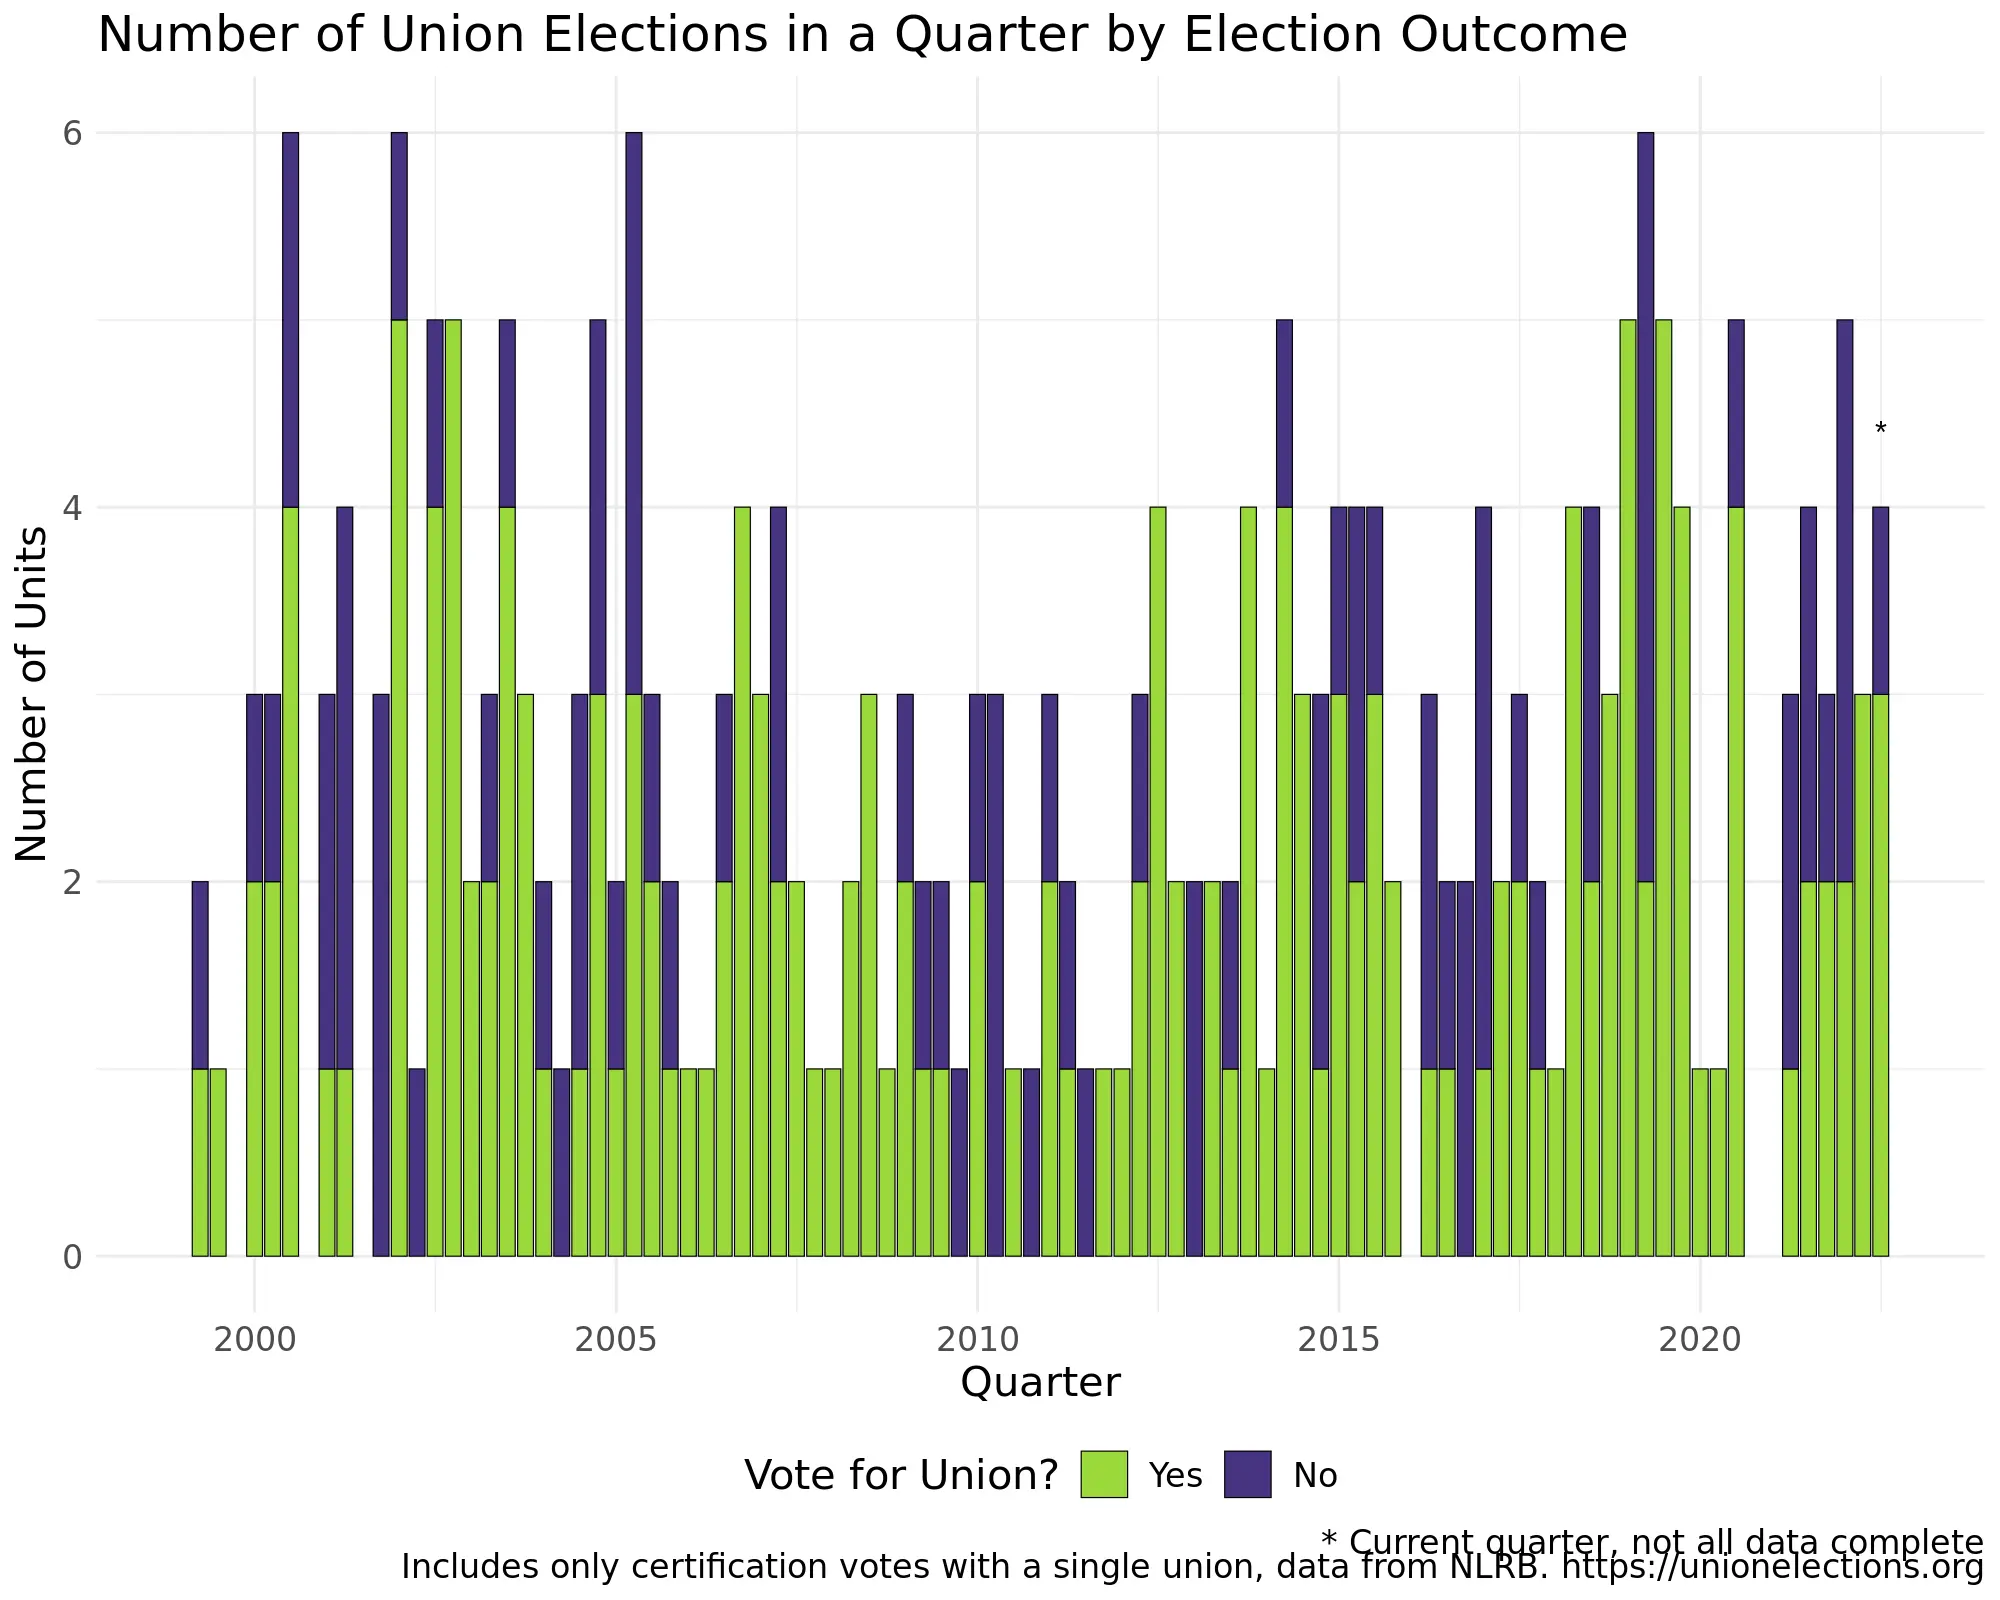 Number of Union Elections in a Quarter by Election Outcome
Number of Units
6
4
2
0
*
2000 2005 2010 2015 2020
Quarter
Vote for Union? Yes No
* Current quarter, not all data complete
Includes only certification votes with a single union, data from NLRB. https://unionelections.org